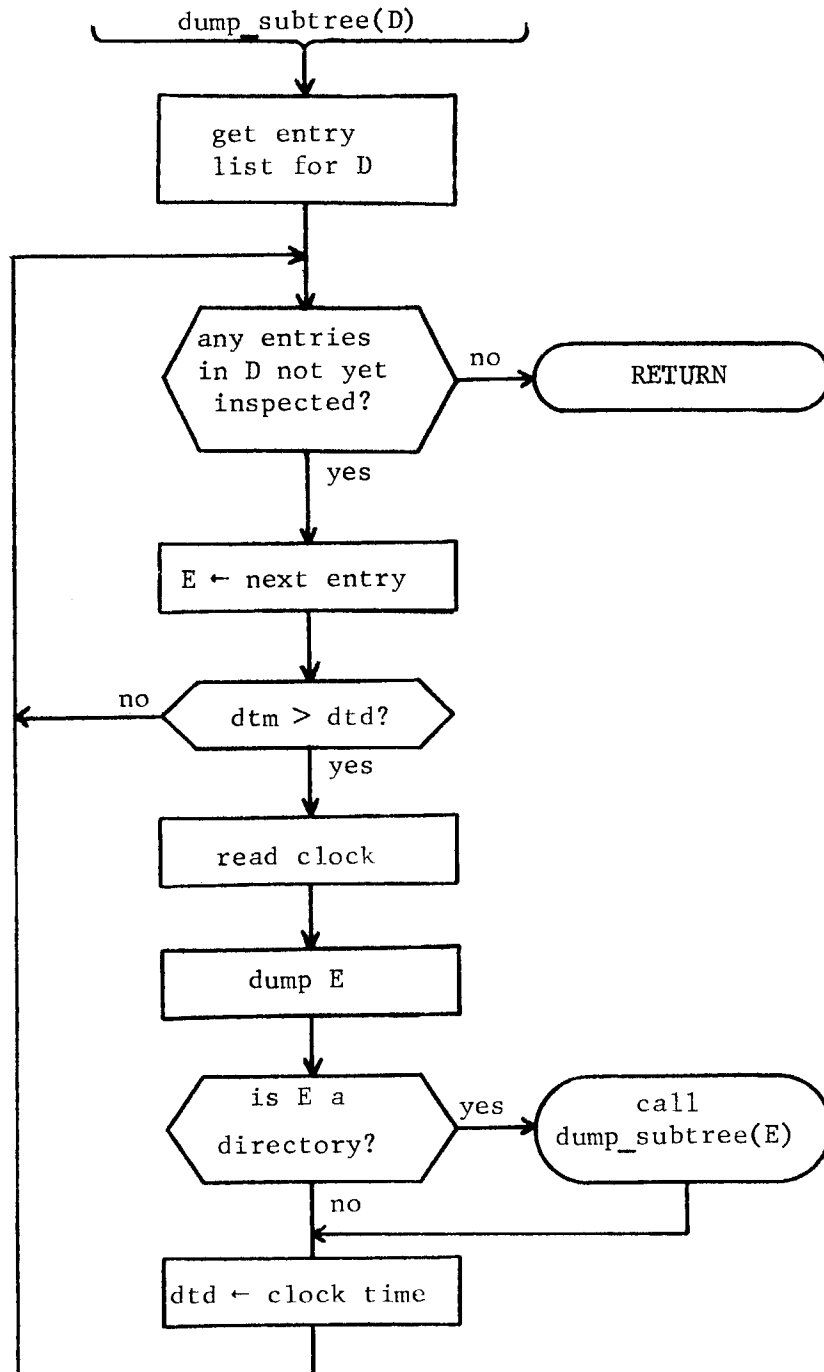 dump_subtree(D)
get entry
list for D
any entries
in D not yet
inspected?
no
RETURN
yes
E ← next entry
no
dtm > dtd?
yes
read clock
dump E
is E a
directory?
yes
call
dump_subtree(E)
no
dtd ← clock time